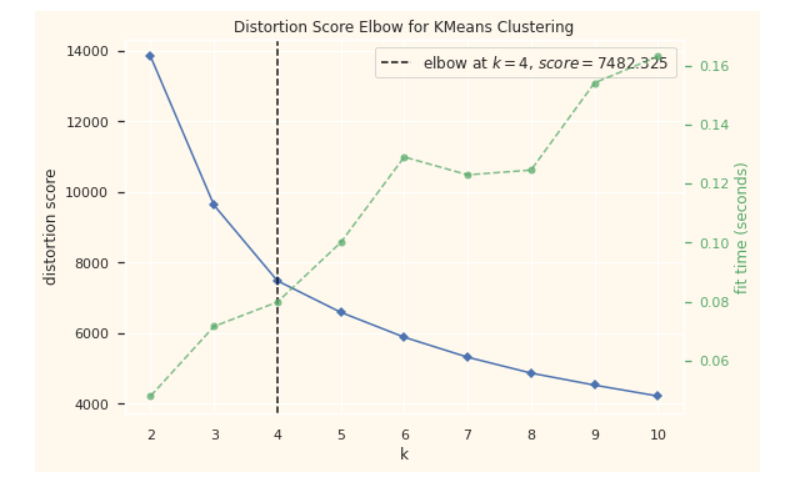 Distortion Score Elbow for KMeans Clustering
elbow at k = 4, score = 7482.325
14000
12000
10000
8000
6000
4000
distortion score
0.16
0.14
0.12
0.10
0.08
0.06
fit time (seconds)
2 3 4 5 6 7 8 9 10
k